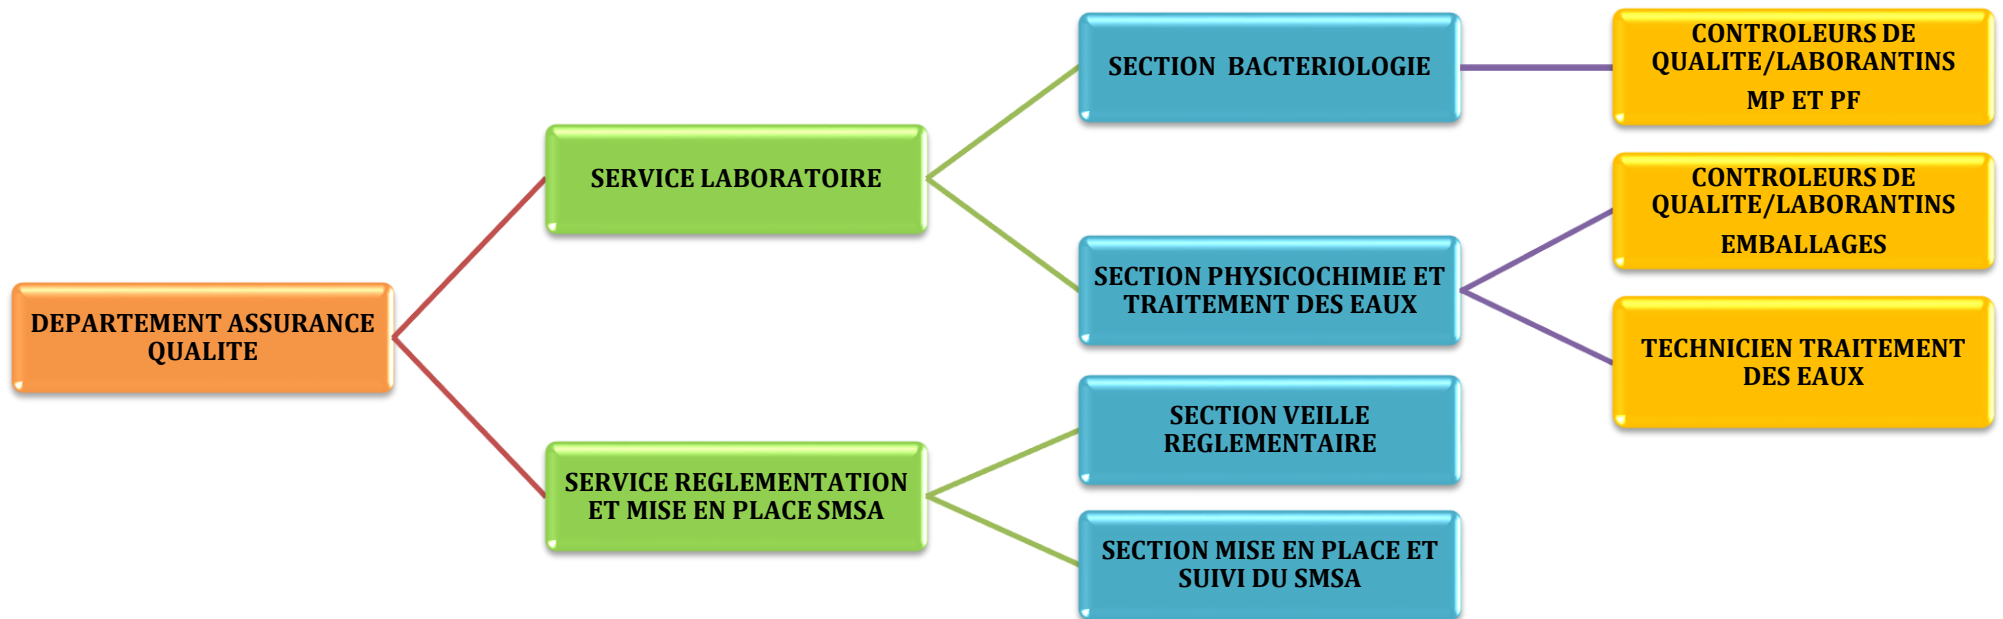 DEPARTEMENT ASSURANCE
QUALITE
SERVICE LABORATOIRE
SECTION BACTERIOLOGIE
CONTROLEURS DE
QUALITE/LABORANTINS
MP ET PF
SECTION PHYSICOCHIMIE ET
TRAITEMENT DES EAUX
CONTROLEURS DE
QUALITE/LABORANTINS
EMBALLAGES
TECHNICIEN TRAITEMENT
DES EAUX
SERVICE REGLEMENTATION
ET MISE EN PLACE SMSA
SECTION VEILLE
REGLEMENTAIRE
SECTION MISE EN PLACE ET
SUIVI DU SMSA